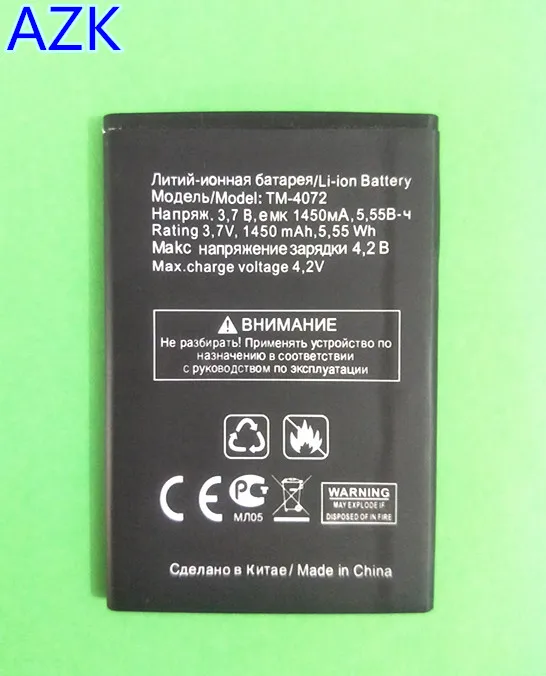 AZK
Литий-ионная батарея/Li-ion Battery
Модель/Model: TM-4072
Напряж. 3,7 В,емк 1450мА,5,55В-ч
Rating 3,7V, 1450 mAh,5,55 Wh
Макс напряжение зарядки 4,2 В
Max.charge voltage 4,2V
ВНИМАНИЕ
Не разбирать! Применять устройство по
назначению в соответствии
с руководством по эксплуатации
CE РСТ
МЛ05
WARNING
MAY EXPLODE IF
DISPOSED OF IN FIRE
Сделано в Китае/ Made in China